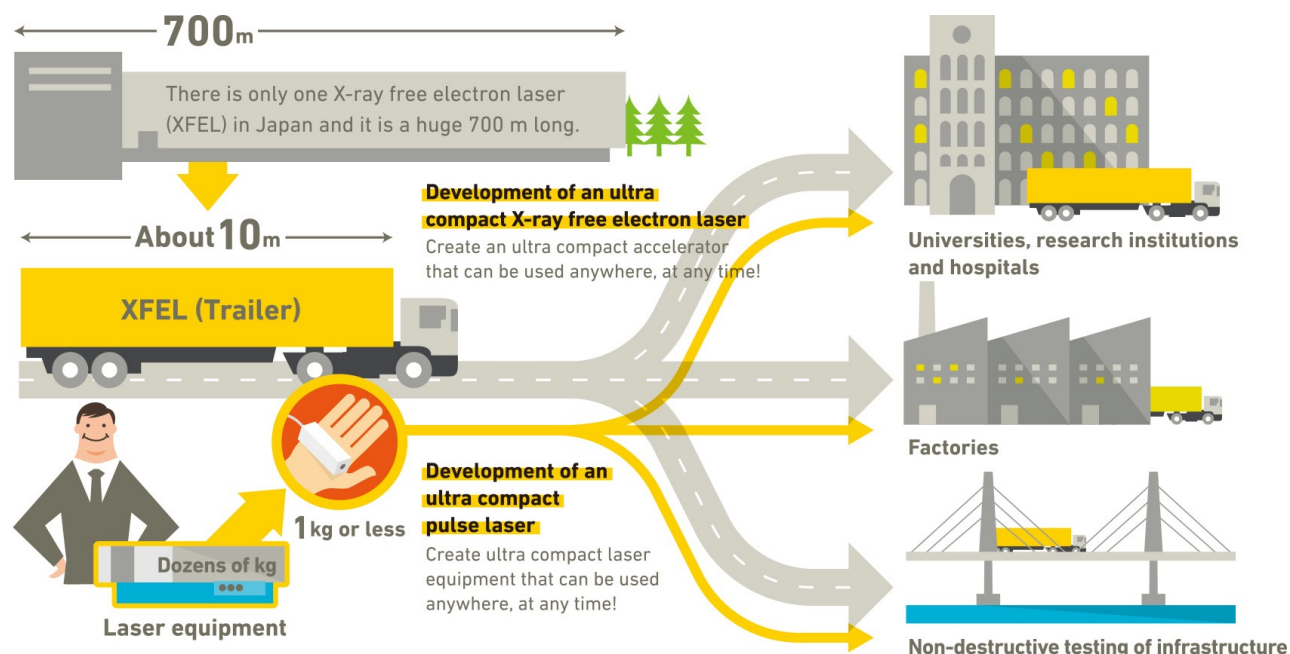 700m
There is only one X-ray free electron laser
(XFEL) in Japan and it is a huge 700 m long.
About 10m
XFEL (Trailer)
Development of an ultra
compact X-ray free electron laser
Create an ultra compact accelerator
that can be used anywhere, at any time!
Universities, research institutions
and hospitals
Factories
Dozens of kg
Laser equipment
1 kg or less
Development of an
ultra compact
pulse laser
Create ultra compact laser
equipment that can be used
anywhere, at any time!
Non-destructive testing of infrastructure